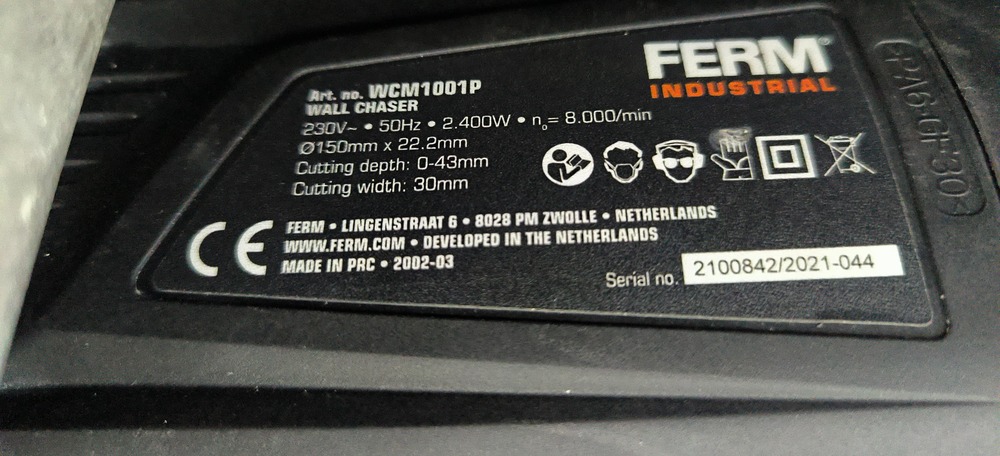 FERM®
INDUSTRIAL
Art. no. WCM1001P
WALL CHASER
230V~ • 50Hz • 2.400W • n₀= 8.000/min
Ø150mm x 22.2mm
Cutting depth: 0-43mm
Cutting width: 30mm
CE
FERM • LINGENSTRAAT 6 • 8028 PM ZWOLLE • NETHERLANDS
WWW.FERM.COM • DEVELOPED IN THE NETHERLANDS
MADE IN PRC • 2002-03
Serial no. 2100842/2021-044
>PA6-GF30<